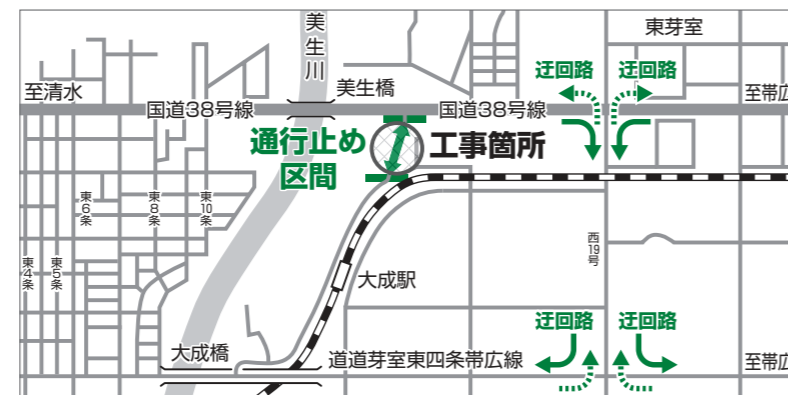 美生川
東芽室
迂回路
迂回路
至清水
美生橋
至帯広
国道38号線
国道38号線
通行止め
区間
工事箇所
東6条
東8条
東10条
西19号
東4条
東5条
大成駅
迂回路
迂回路
大成橋
道道芽室東四条帯広線
至帯広